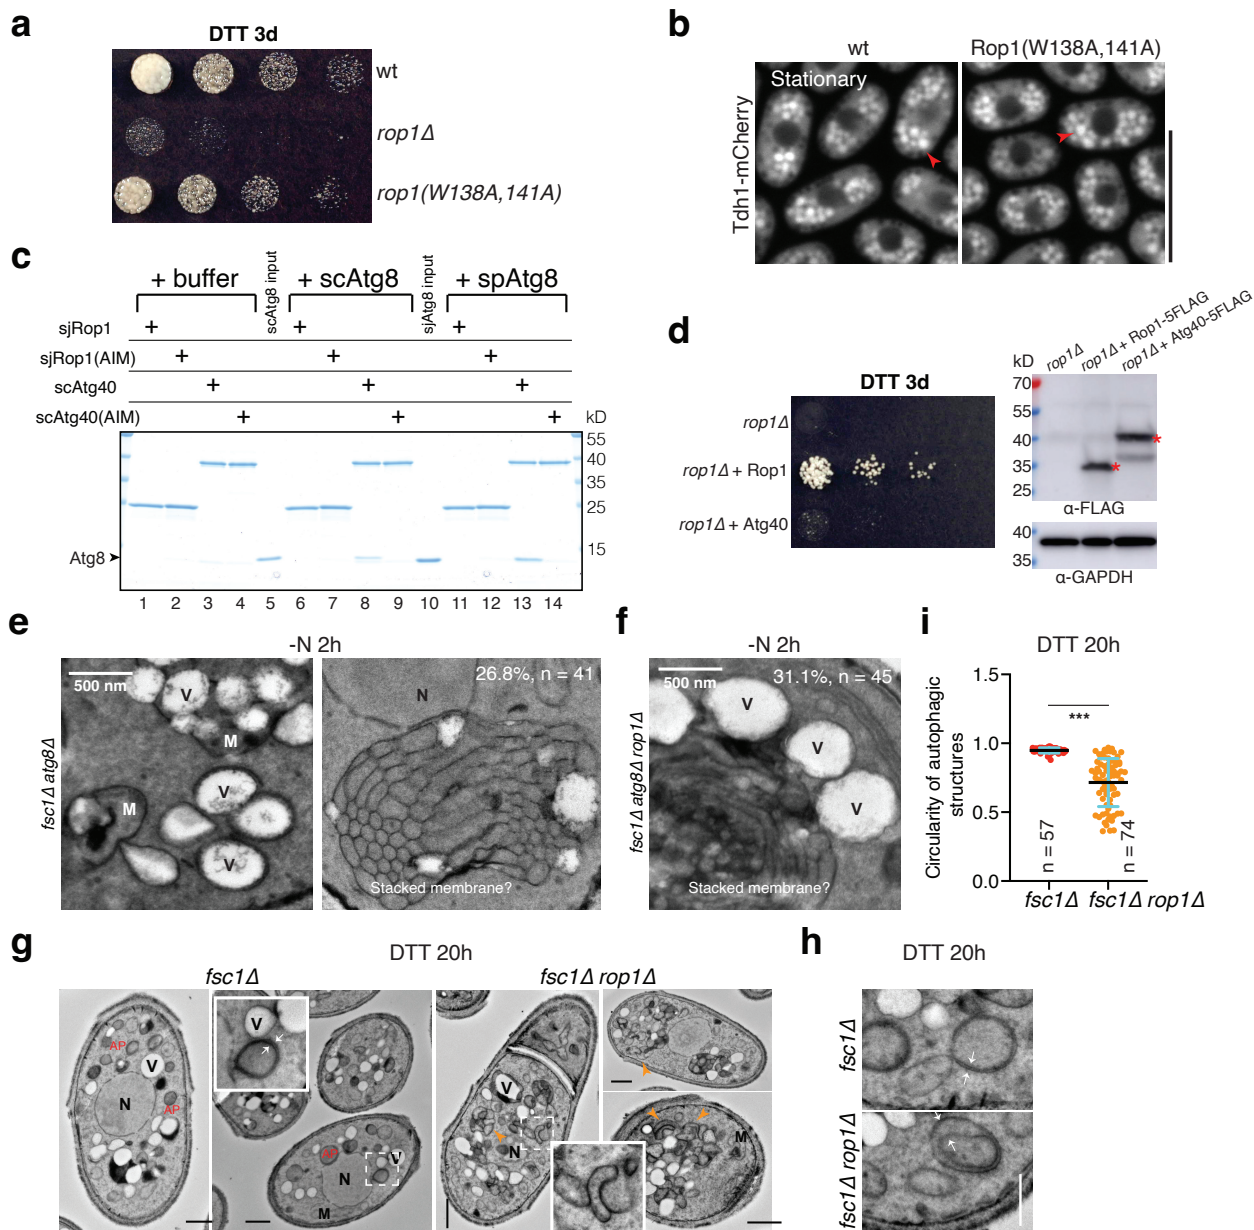 a
DTT 3d
wt
rop1Δ
rop1(W138A,141A)
b
wt
Rop1(W138A,141A)
Stationary
Tdh1-mCherry
c
+ buffer
scAtg8 input
+ scAtg8
sjAtg8 input
+ spAtg8
sjRop1
+ + +
sjRop1(AIM)
+ + +
scAtg40
+ + +
scAtg40(AIM)
+ + +
kD
55
40
35
25
15
Atg8
1 2 3 4 5 6 7 8 9 10 11 12 13 14
d
DTT 3d
rop1Δ
rop1Δ + Rop1
rop1Δ + Atg40
kD
rop1Δ
rop1Δ + Rop1-5FLAG
rop1Δ + Atg40-5FLAG
70
55
40
35
25
*
*
α-FLAG
40
35
α-GAPDH
e
-N 2h
fsc1Δ atg8Δ
500 nm
V
M
M
V
V
26.8%, n = 41
N
Stacked membrane?
f
-N 2h
fsc1Δ atg8Δ rop1Δ
500 nm
31.1%, n = 45
V
V
V
Stacked membrane?
i
DTT 20h
Circularity of autophagic structures
1.5
1.0
0.5
0.0
***
n = 57
n = 74
fsc1Δ
fsc1Δ rop1Δ
g
DTT 20h
fsc1Δ
fsc1Δ rop1Δ
AP
V
N
AP
V
AP
V
N
M
V
N
M
h
DTT 20h
fsc1Δ
fsc1Δ rop1Δ